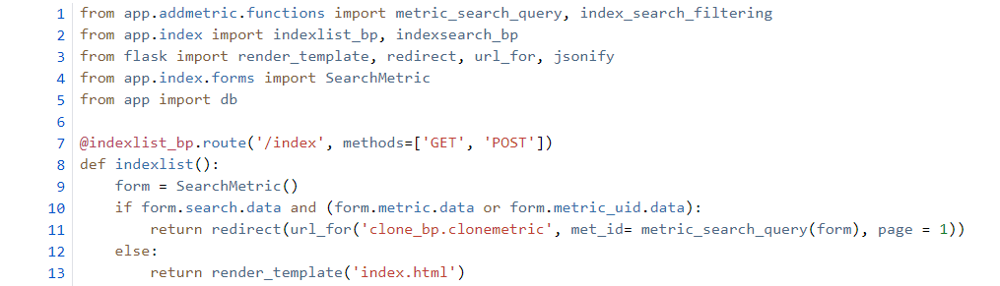 1 from app.addmetric.functions import metric_search_query, index_search_filtering
2 from app.index import indexlist_bp, indexsearch_bp
3 from flask import render_template, redirect, url_for, jsonify
4 from app.index.forms import SearchMetric
5 from app import db
6
7 @indexlist_bp.route('/index', methods=['GET', 'POST'])
8 def indexlist():
9     form = SearchMetric()
10     if form.search.data and (form.metric.data or form.metric_uid.data):
11         return redirect(url_for('clone_bp.clonemetric', met_id= metric_search_query(form), page = 1))
12     else:
13         return render_template('index.html')